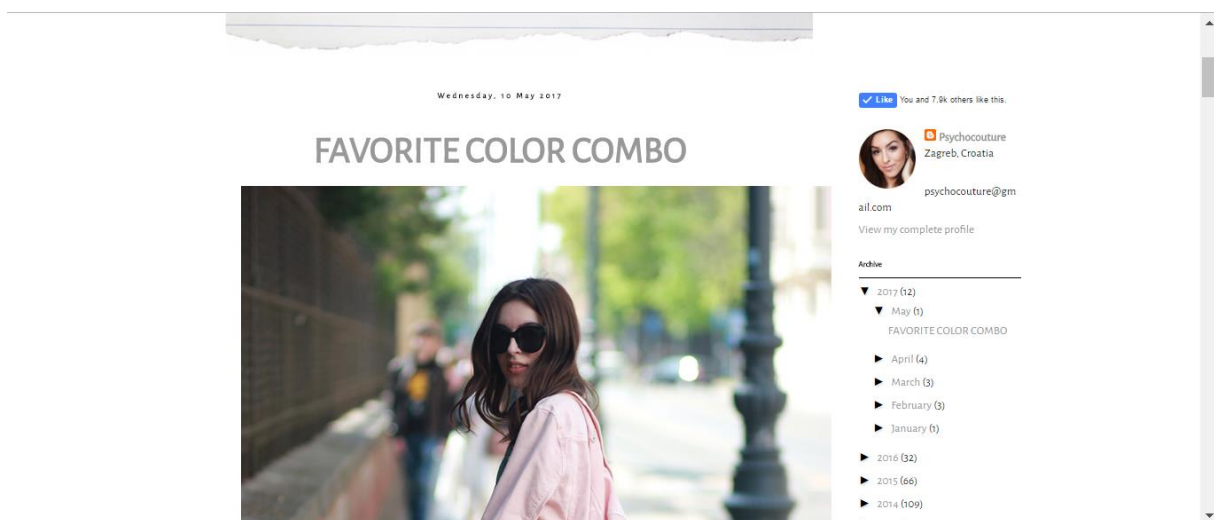 Wednesday, 10 May 2017
FAVORITE COLOR COMBO
Like You and 7.9k others like this.
Psychocouture
Zagreb, Croatia
psychocouture@gm
ail.com
View my complete profile
Archive
▼ 2017 (12)
▼ May (1)
FAVORITE COLOR COMBO
► April (4)
► March (3)
► February (3)
► January (1)
► 2016 (32)
► 2015 (66)
► 2014 (109)